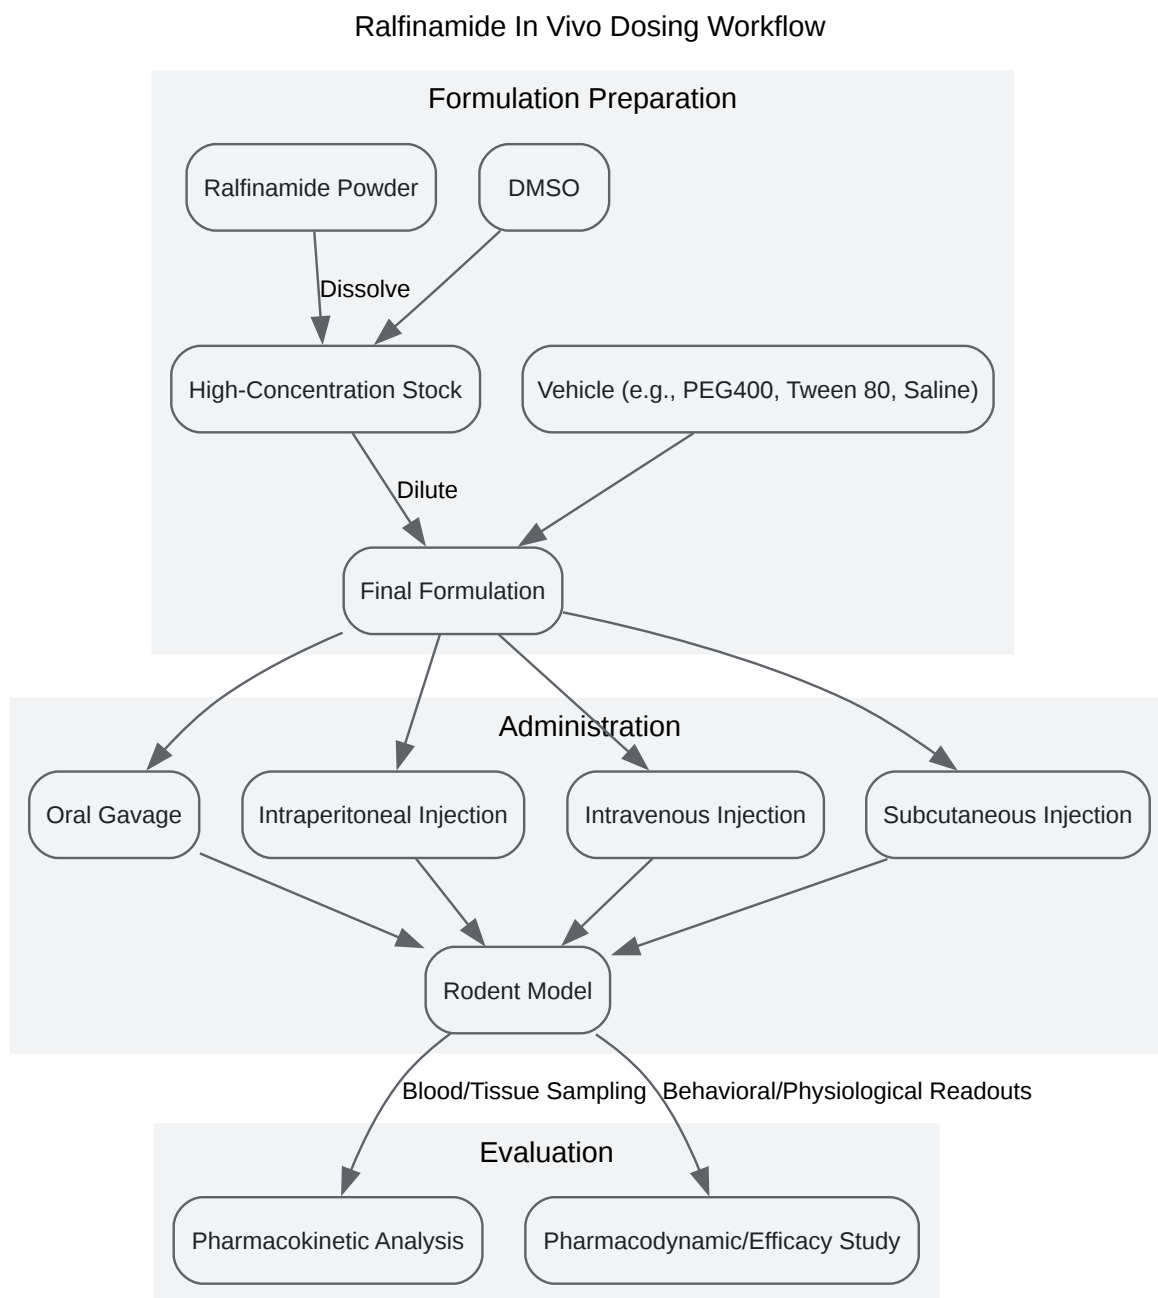 Ralfinamide In Vivo Dosing Workflow
Formulation Preparation
Ralfinamide Powder
DMSO
Dissolve
High-Concentration Stock
Vehicle (e.g., PEG400, Tween 80, Saline)
Dilute
Final Formulation
Administration
Oral Gavage
Intraperitoneal Injection
Intravenous Injection
Subcutaneous Injection
Rodent Model
Blood/Tissue Sampling
Behavioral/Physiological Readouts
Evaluation
Pharmacokinetic Analysis
Pharmacodynamic/Efficacy Study